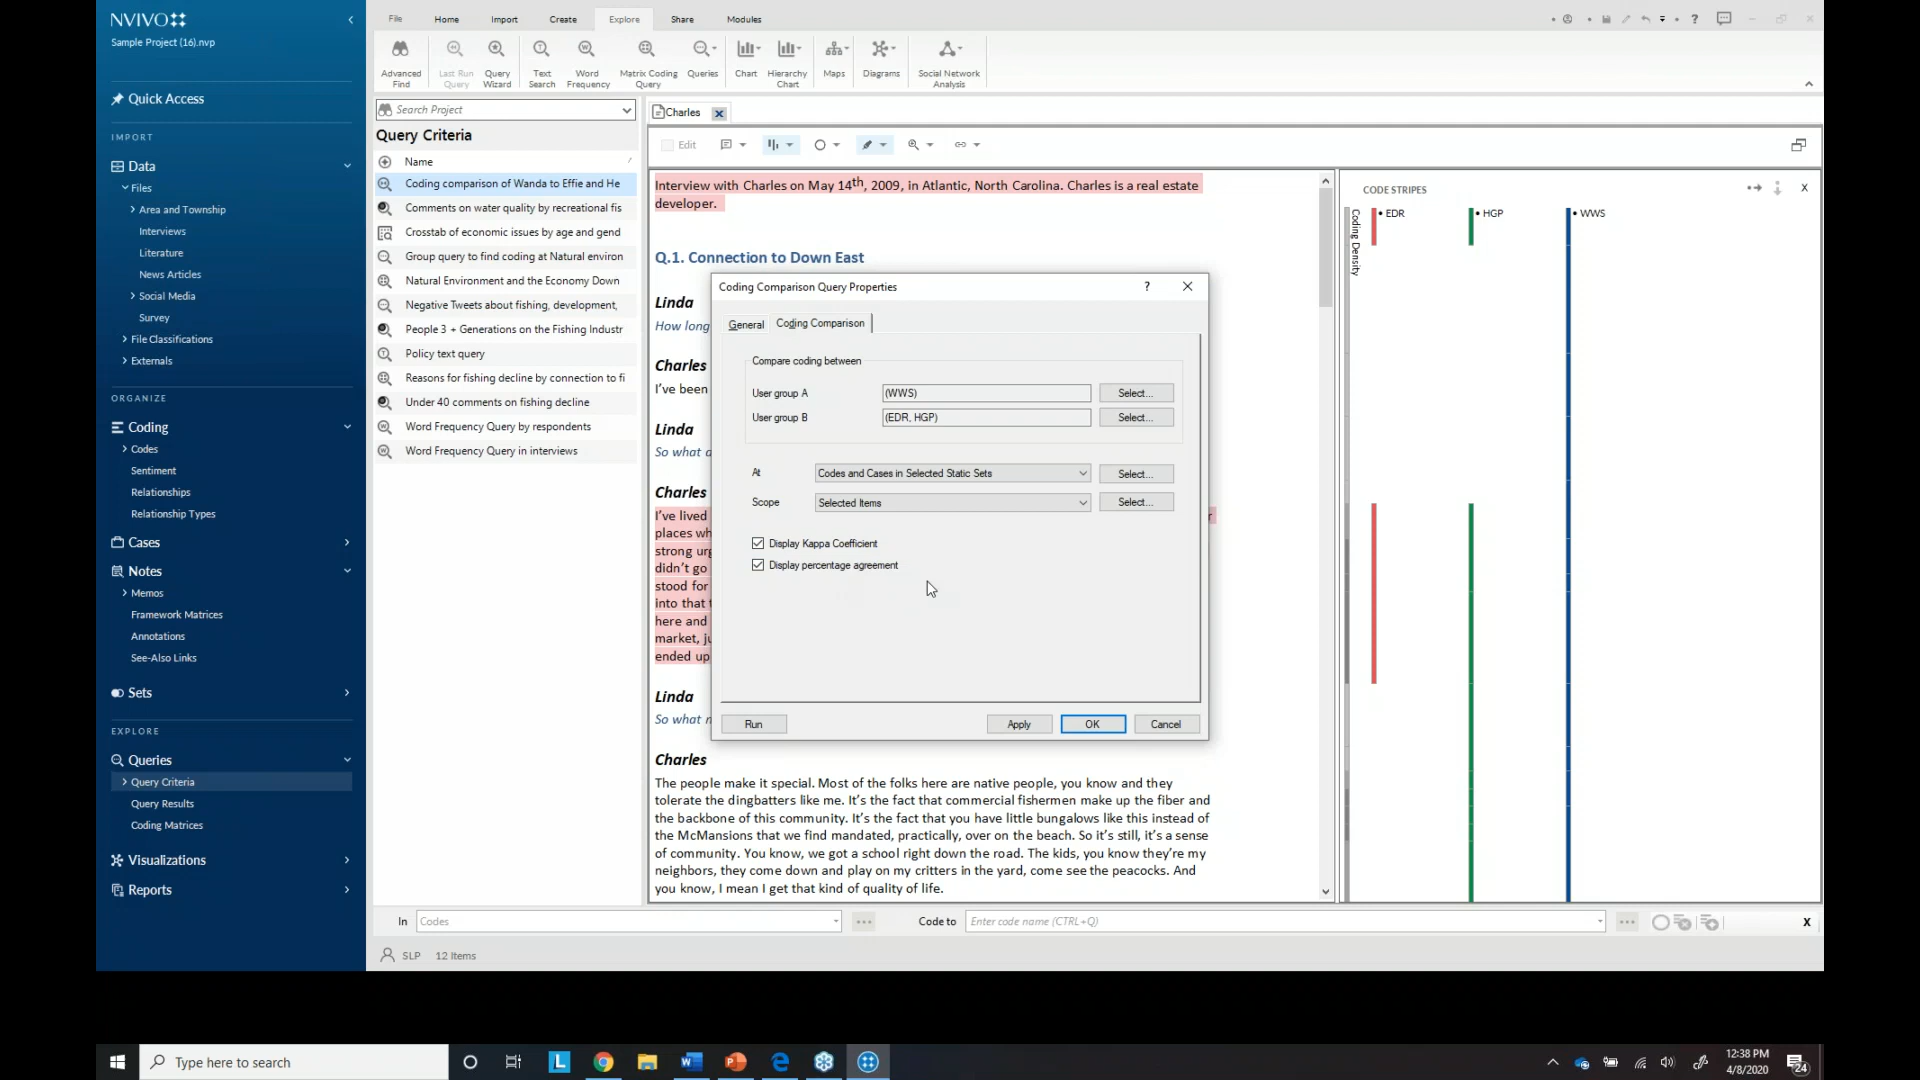 NVIVO
Sample Project (16).nvp
Quick Access
IMPORT
Data
Files
Area and Township
Interviews
Literature
News Articles
Social Media
Survey
File Classifications
Externals
ORGANIZE
Coding
Codes
Sentiment
Relationships
Relationship Types
Cases
Notes
Memos
Framework Matrices
Annotations
See-Also Links
Sets
EXPLORE
Queries
Query Criteria
Query Results
Coding Matrices
Visualizations
Reports
File Home Import Create Explore Share Modules
Advanced Find
Last Run Query
Query Wizard
Text Search
Word Frequency
Matrix Coding Query
Queries
Chart
Hierarchy Chart
Maps
Diagrams
Social Network Analysis
Search Project
Query Criteria
Name
Coding comparison of Wanda to Effie and He
Comments on water quality by recreational fis
Crosstab of economic issues by age and gend
Group query to find coding at Natural environ
Natural Environment and the Economy Down
Negative Tweets about fishing, development,
People 3 + Generations on the Fishing Industr
Policy text query
Reasons for fishing decline by connection to fi
Under 40 comments on fishing decline
Word Frequency Query by respondents
Word Frequency Query in interviews
Charles
Edit
Interview with Charles on May 14th, 2009, in Atlantic, North Carolina. Charles is a real estate
developer.
Q.1. Connection to Down East
Linda
How long
Charles
I've been
Linda
So what
Charles
I've lived
places wh
strong urg
didn't go
stood for
into that
here and
market, ju
ended up
Linda
So what
Charles
The people make it special. Most of the folks here are native people, you know and they
tolerate the dingbatters like me. It's the fact that commercial fishermen make up the fiber and
the backbone of this community. It's the fact that you have little bungalows like this instead of
the McMansions that we find mandated, practically, over on the beach. So it's still, it's a sense
of community. You know, we got a school right down the road. The kids, you know they're my
neighbors, they come down and play on my critters in the yard, come see the peacocks. And
you know, I mean I get that kind of quality of life.
Coding Comparison Query Properties ?
General Coding Comparison
Compare coding between
User group A (WWS) Select...
User group B (EDR, HGP) Select...
At Codes and Cases in Selected Static Sets Select...
Scope Selected Items Select...
Display Kappa Coefficient
Display percentage agreement
Run Apply OK Cancel
CODE STRIPES X
Coding Density
EDR HGP WWS
In Codes Code to Enter code name (CTRL+Q) X
SLP 12 Items
Type here to search
12:38 PM
4/8/2020
24